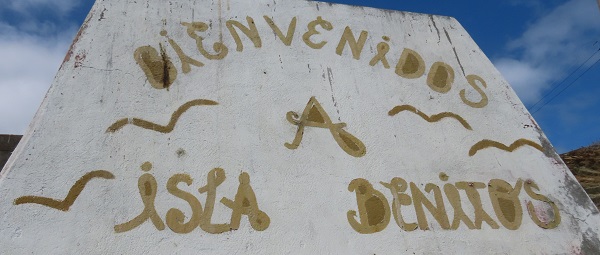 BIENVENIDOS
A
ISLA BENITOS